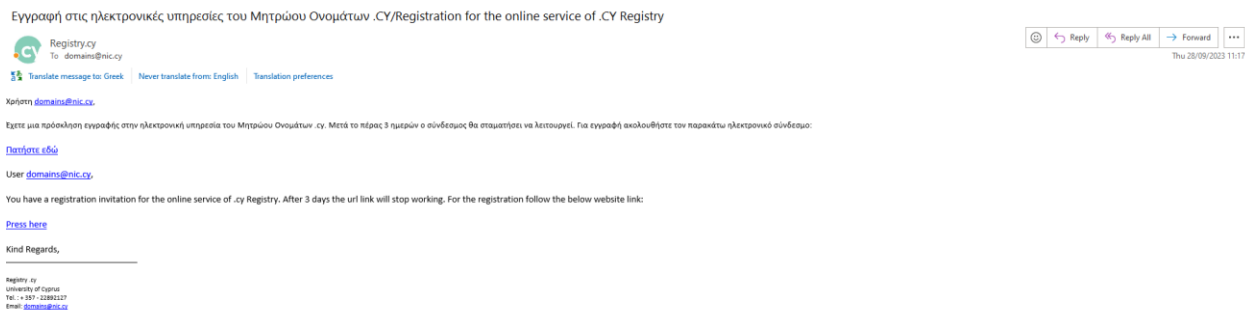 Εγγραφή στις ηλεκτρονικές υπηρεσίες του Μητρώου Ονομάτων .CY/Registration for the online service of .CY Registry
CY
Registry.cy
To domains@nic.cy
Reply
Reply All
Forward
Thu 28/09/2023 11:17
Translate message to: Greek
Never translate from: English
Translation preferences
Χρήστη domains@nic.cy,
Εχετε μια πρόσκληση εγγραφής στην ηλεκτρονική υπηρεσία του Μητρώου Ονομάτων .cy. Μετά το πέρας 3 ημερών ο σύνδεσμος θα σταματήσει να λειτουργεί. Για εγγραφή ακολουθήστε τον παρακάτω ηλεκτρονικό σύνδεσμο:
Πατήστε εδώ
User domains@nic.cy,
You have a registration invitation for the online service of .cy Registry. After 3 days the url link will stop working. For the registration follow the below website link:
Press here
Kind Regards,
Registry .cy
University of Cyprus
Tel. : + 357 - 22892127
Email: domains@nic.cy